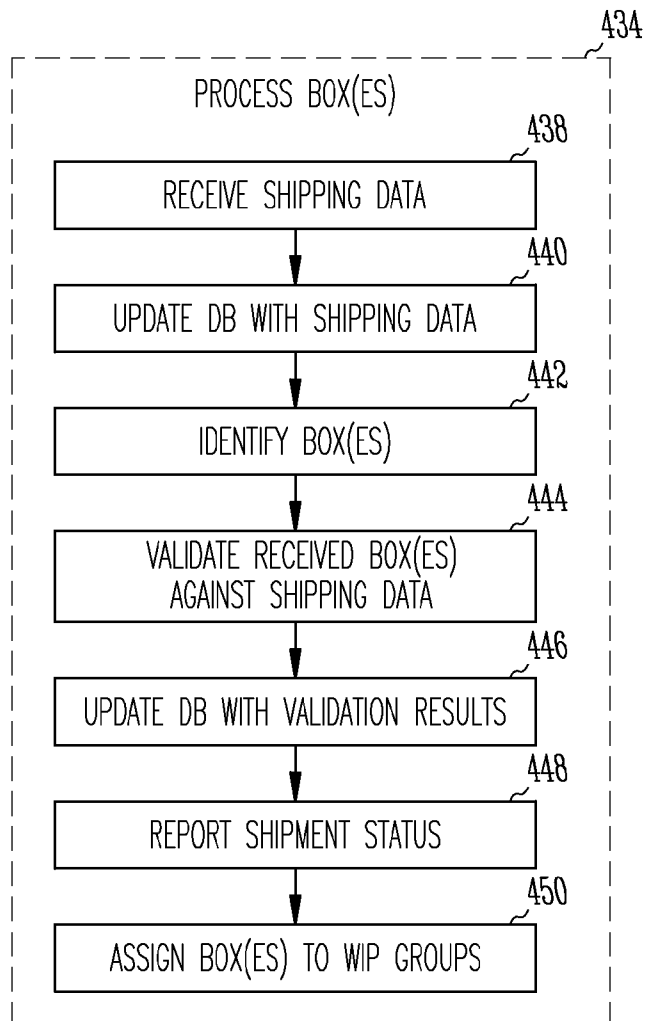 434
PROCESS BOX(ES)
438
RECEIVE SHIPPING DATA
440
UPDATE DB WITH SHIPPING DATA
442
IDENTIFY BOX(ES)
444
VALIDATE RECEIVED BOX(ES)
AGAINST SHIPPING DATA
446
UPDATE DB WITH VALIDATION RESULTS
448
REPORT SHIPMENT STATUS
450
ASSIGN BOX(ES) TO WIP GROUPS